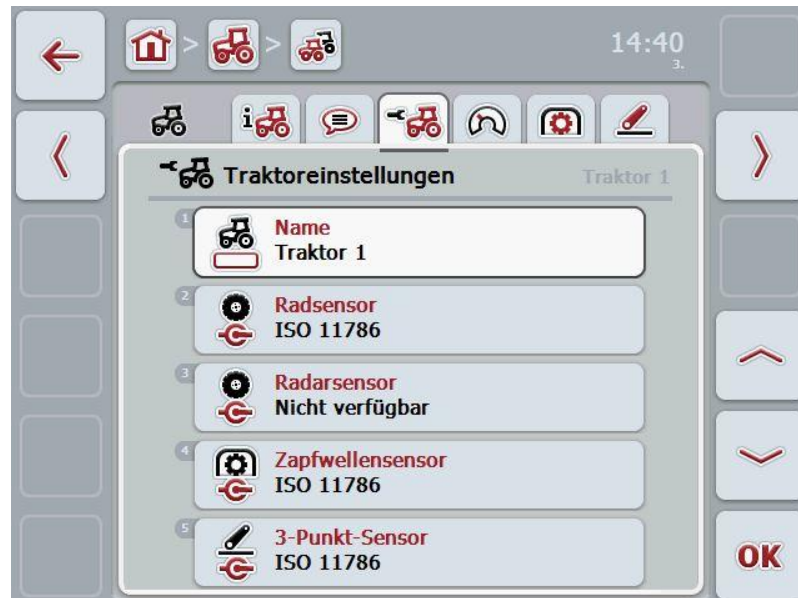 > >
14:40
3.
i
Traktoreinstellungen Traktor 1
1
Name
Traktor 1
2
Radsensor
ISO 11786
3
Radarsensor
Nicht verfügbar
4
Zapfwellensensor
ISO 11786
5
3-Punkt-Sensor
ISO 11786
OK